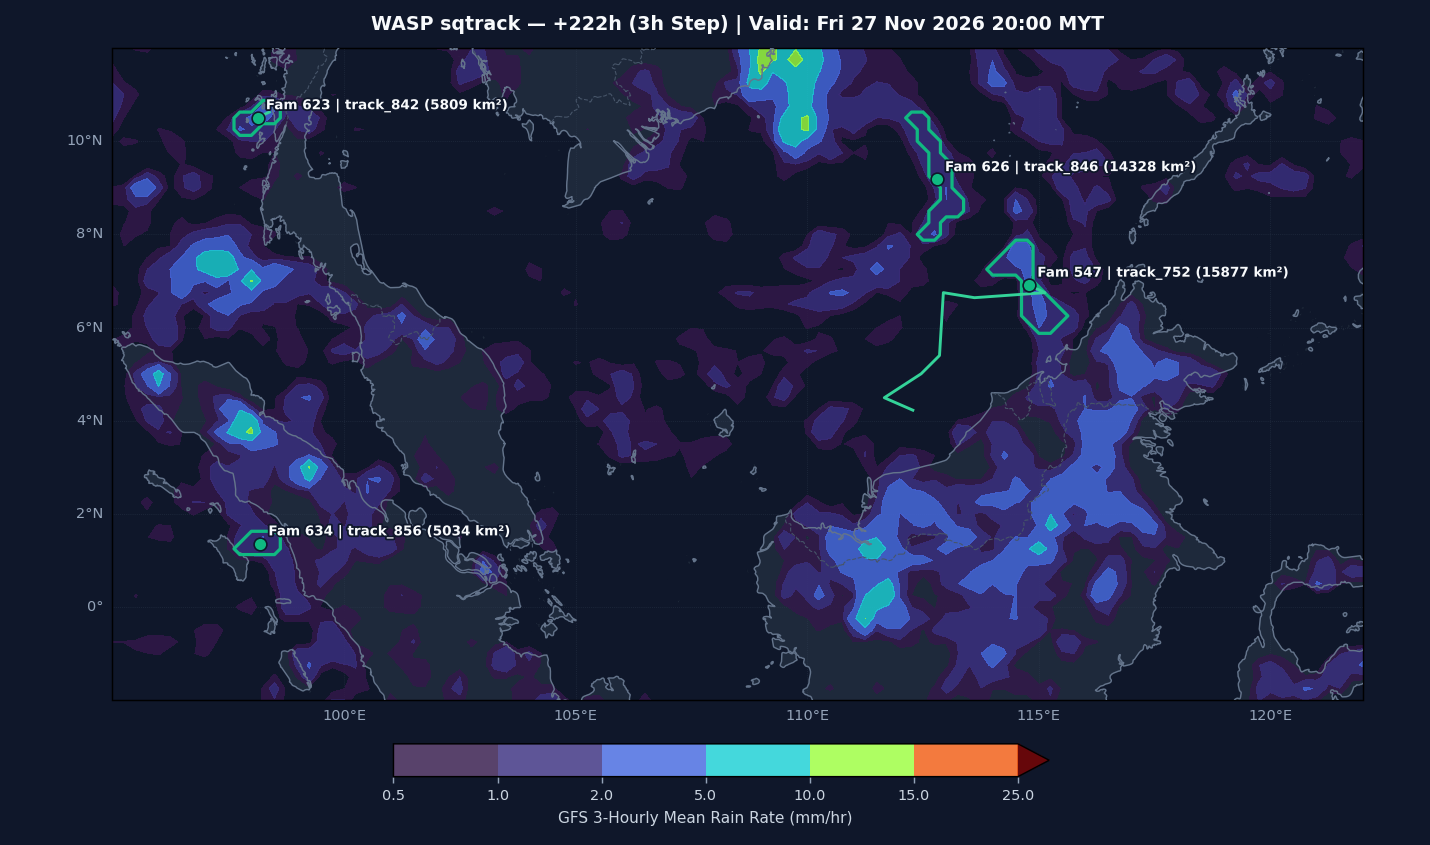 WASP sqtrack — +222h (3h Step) | Valid: Fri 27 Nov 2026 20:00 MYT
Fam 623 | track_842 (5809 km²)
10°N
Fam 626 | track_846 (14328 km²)
8°N
Fam 547 | track_752 (15877 km²)
6°N
4°N
2°N
Fam 634 | track_856 (5034 km²)
0°
100°E
105°E
110°E
115°E
120°E
0.5
1.0
2.0
5.0
10.0
15.0
25.0
GFS 3-Hourly Mean Rain Rate (mm/hr)